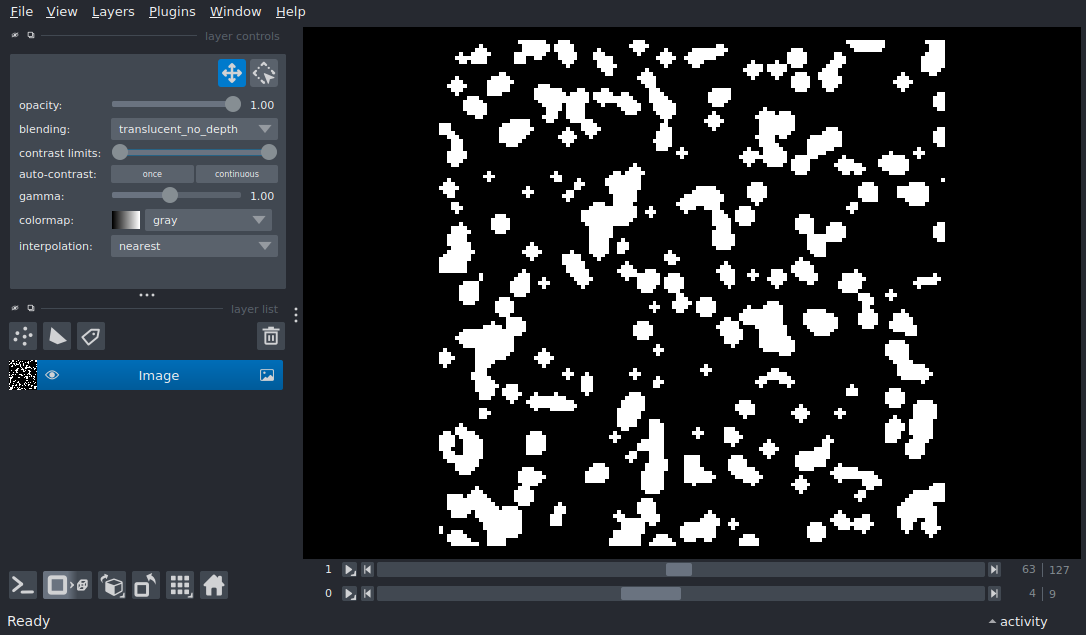 File View Layers Plugins Window Help
layer controls
opacity: 1.00
blending: translucent_no_depth
contrast limits:
auto-contrast: once continuous
gamma: 1.00
colormap: gray
interpolation: nearest
layer list
Image
1 63 127
0 4 9
Ready activity